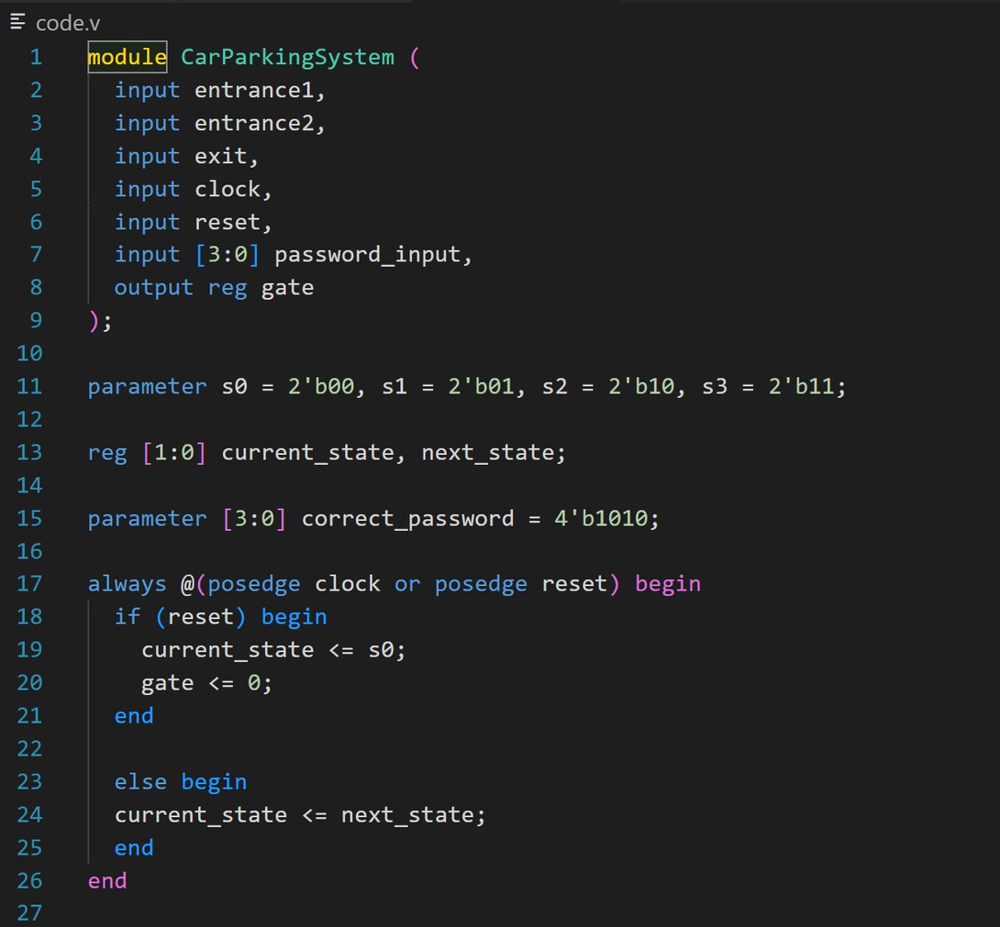 code.v
1 module CarParkingSystem (
2 input entrance1,
3 input entrance2,
4 input exit,
5 input clock,
6 input reset,
7 input [3:0] password_input,
8 output reg gate
9 );
10
11 parameter s0 = 2'b00, s1 = 2'b01, s2 = 2'b10, s3 = 2'b11;
12
13 reg [1:0] current_state, next_state;
14
15 parameter [3:0] correct_password = 4'b1010;
16
17 always @(posedge clock or posedge reset) begin
18 if (reset) begin
19 current_state <= s0;
20 gate <= 0;
21 end
22
23 else begin
24 current_state <= next_state;
25 end
26 end
27